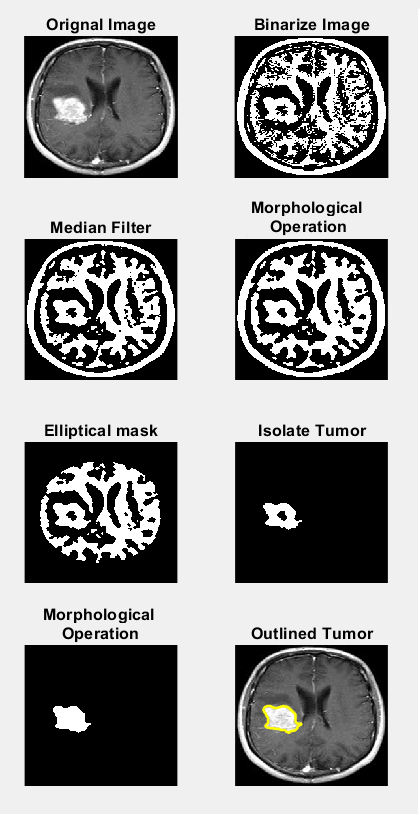 Orignal Image
Binarize Image
Median Filter
Morphological
Operation
Elliptical mask
Isolate Tumor
Morphological
Operation
Outlined Tumor